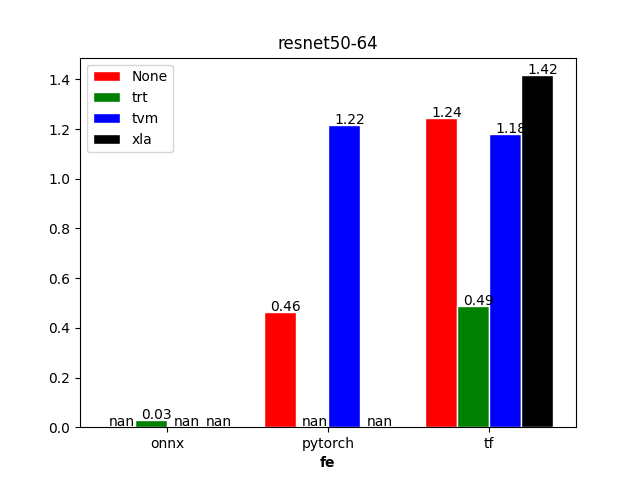 resnet50-64
None
trt
tvm
xla
1.4
1.2
1.0
0.8
0.6
0.4
0.2
0.0
nan 0.03 nan nan
0.46 nan 1.22 nan
1.24 0.49 1.18 1.42
onnx pytorch tf
fe